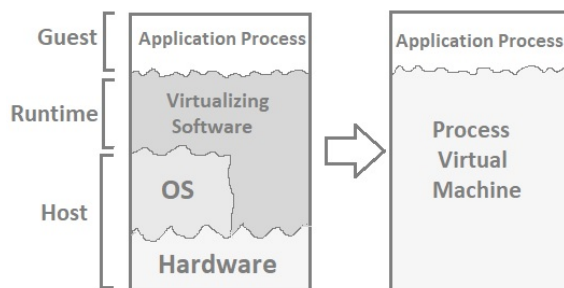 Guest
Application Process
Application Process
Runtime
Virtualizing
Software
Process
Virtual
Machine
Host
OS
Hardware